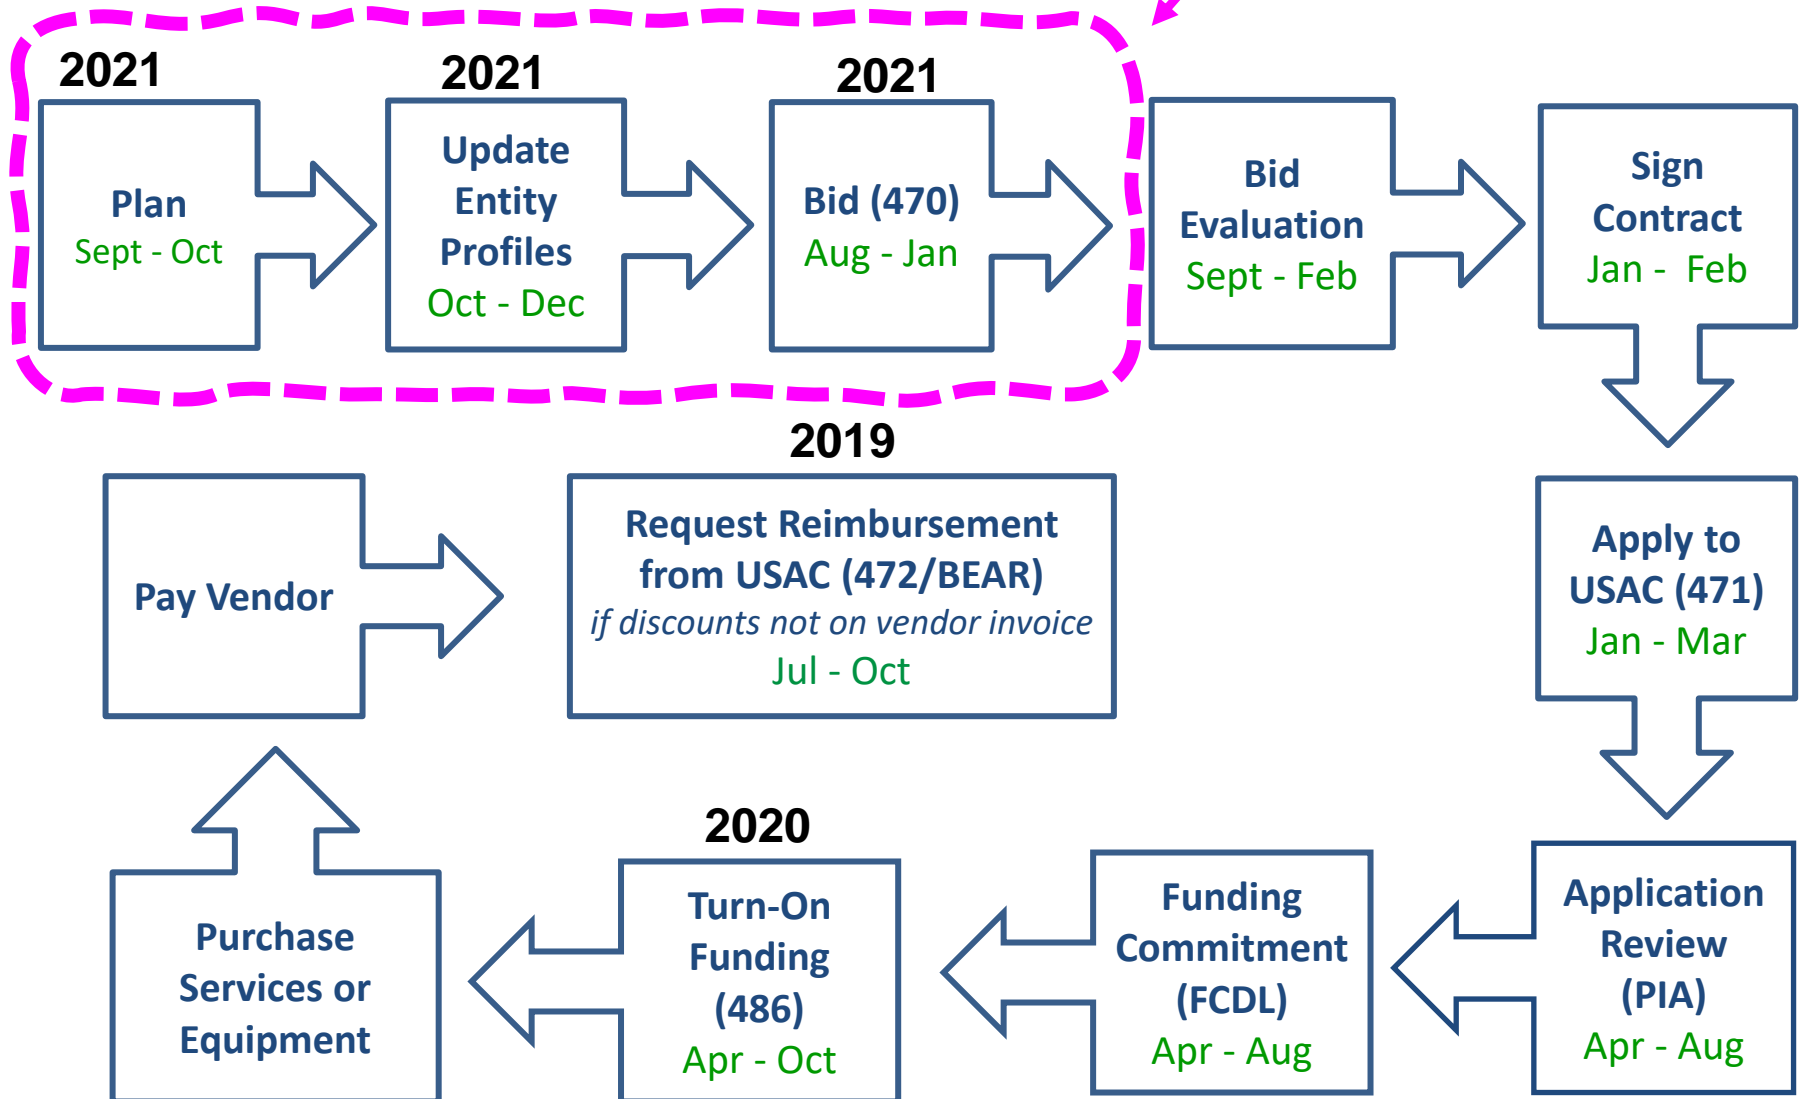 2021
Plan
Sept - Oct
2021
Update
Entity
Profiles
Oct - Dec
2021
Bid (470)
Aug - Jan
Bid
Evaluation
Sept - Feb
Sign
Contract
Jan -  Feb
Apply to
USAC (471)
Jan - Mar
Application
Review
(PIA)
Apr - Aug
Funding
Commitment
(FCDL)
Apr - Aug
2020
Turn-On
Funding
(486)
Apr - Oct
Purchase
Services or
Equipment
Pay Vendor
2019
Request Reimbursement
from USAC (472/BEAR)
if discounts not on vendor invoice
Jul - Oct